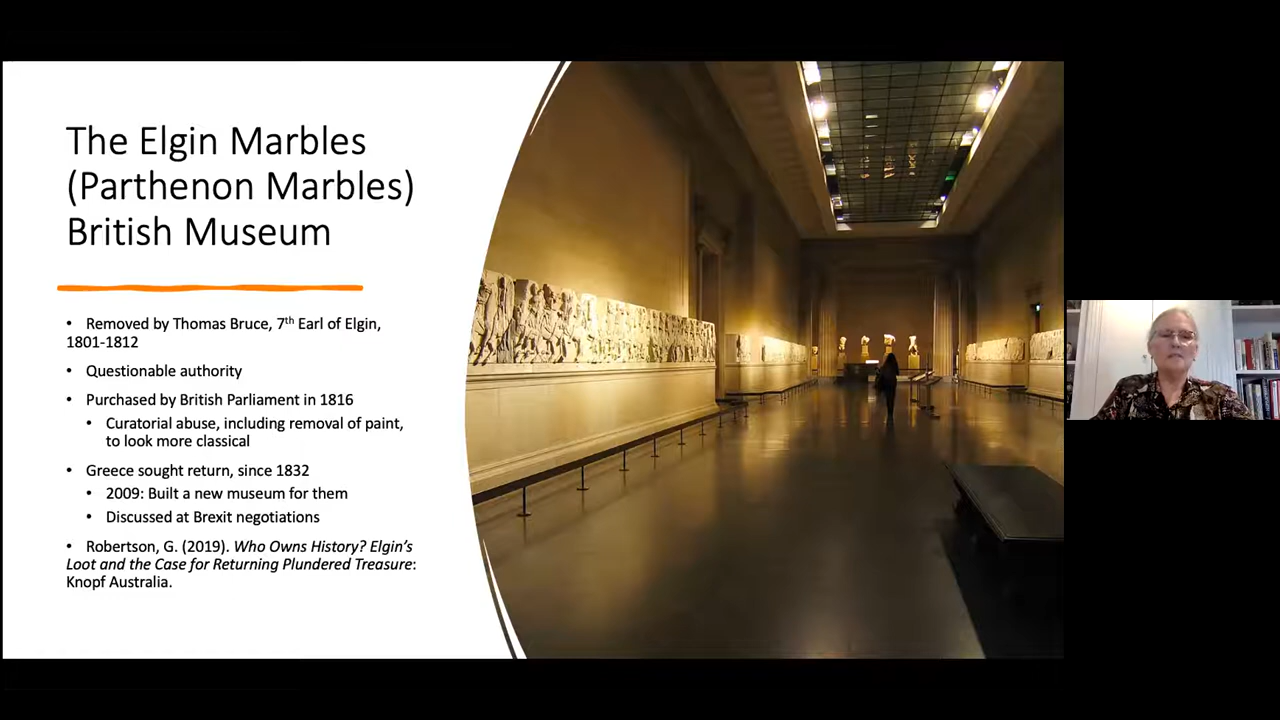 The Elgin Marbles
(Parthenon Marbles)
British Museum
• Removed by Thomas Bruce, 7th Earl of Elgin,
1801-1812
• Questionable authority
• Purchased by British Parliament in 1816
• Curatorial abuse, including removal of paint,
to look more classical
• Greece sought return, since 1832
• 2009: Built a new museum for them
• Discussed at Brexit negotiations
• Robertson, G. (2019). Who Owns History? Elgin’s
Loot and the Case for Returning Plundered Treasure:
Knopf Australia.